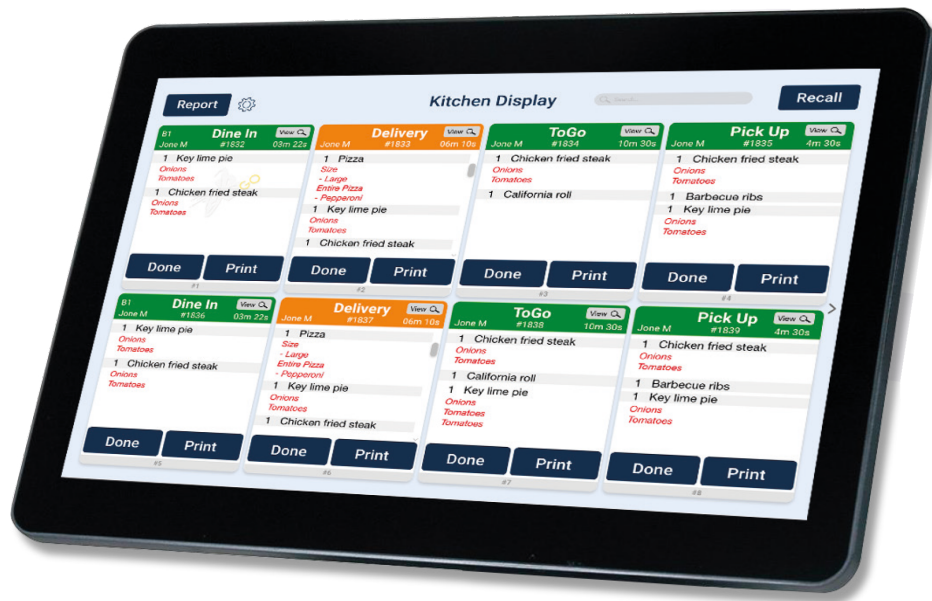 Report
Kitchen Display
Recall
B1 Dine In View
Jone M #1832 03m 22s
1 Key lime pie
Onions
Tomatoes
1 Chicken fried steak
Onions
Tomatoes
Done Print
#1
Delivery View
Jone M #1833 06m 10s
1 Pizza
Size
- Large
Entire Pizza
- Pepperoni
1 Key lime pie
Onions
Tomatoes
1 Chicken fried steak
Done Print
#2
ToGo View
Jone M #1834 10m 30s
1 Chicken fried steak
Onions
Tomatoes
1 California roll
Done Print
#3
Pick Up View
Jone M #1835 4m 30s
1 Chicken fried steak
Onions
Tomatoes
1 Barbecue ribs
1 Key lime pie
Onions
Tomatoes
Done Print
#4
B1 Dine In View
Jone M #1836 03m 22s
1 Key lime pie
Onions
Tomatoes
1 Chicken fried steak
Onions
Tomatoes
Done Print
#5
Delivery View
Jone M #1837 06m 10s
1 Pizza
Size
- Large
Entire Pizza
- Pepperoni
1 Key lime pie
Onions
Tomatoes
1 Chicken fried steak
Done Print
#6
ToGo View
Jone M #1838 10m 30s
1 Chicken fried steak
Onions
Tomatoes
1 California roll
1 Key lime pie
Onions
Tomatoes
Tomatoes
Done Print
#7
Pick Up View
Jone M #1839 4m 30s
1 Chicken fried steak
Onions
Tomatoes
1 Barbecue ribs
1 Key lime pie
Onions
Tomatoes
Done Print
#8